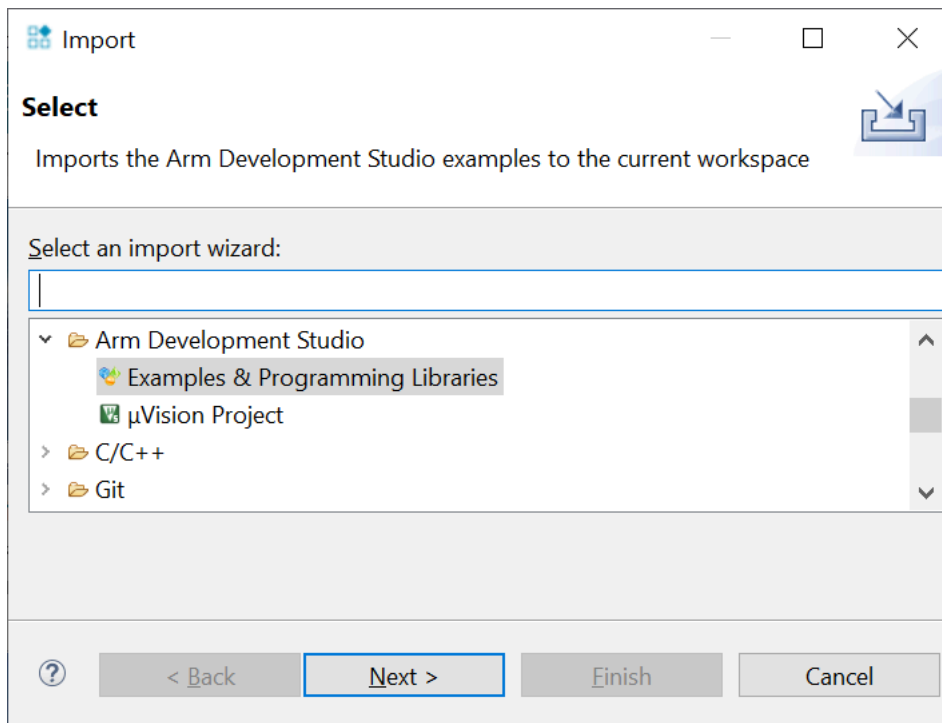 Import
Select
Imports the Arm Development Studio examples to the current workspace
Select an import wizard:
Arm Development Studio
Examples & Programming Libraries
µVision Project
C/C++
Git
?
< Back
Next >
Finish
Cancel